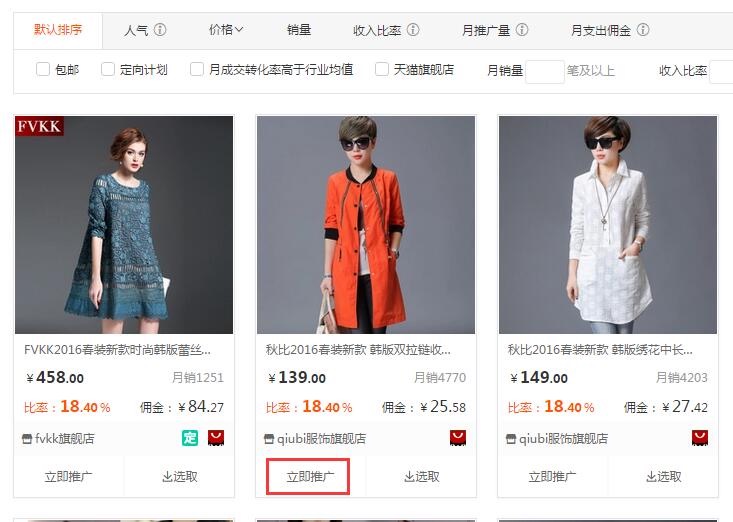 默认排序 人气 价格 销量 收入比率 月推广量 月支出佣金
包邮 定向计划 月成交转化率高于行业均值 天猫旗舰店 月销量 笔及以上 收入比率
FVKK
FVKK2016春装新款时尚韩版蕾丝...
¥458.00 月销1251
比率：18.40% 佣金：¥84.27
fvkk旗舰店 定
立即推广 选取
秋比2016春装新款 韩版双拉链收...
¥139.00 月销4770
比率：18.40% 佣金：¥25.58
qiubi服饰旗舰店
立即推广 选取
秋比2016春装新款 韩版绣花中长...
¥149.00 月销4203
比率：18.40% 佣金：¥27.42
qiubi服饰旗舰店
立即推广 选取